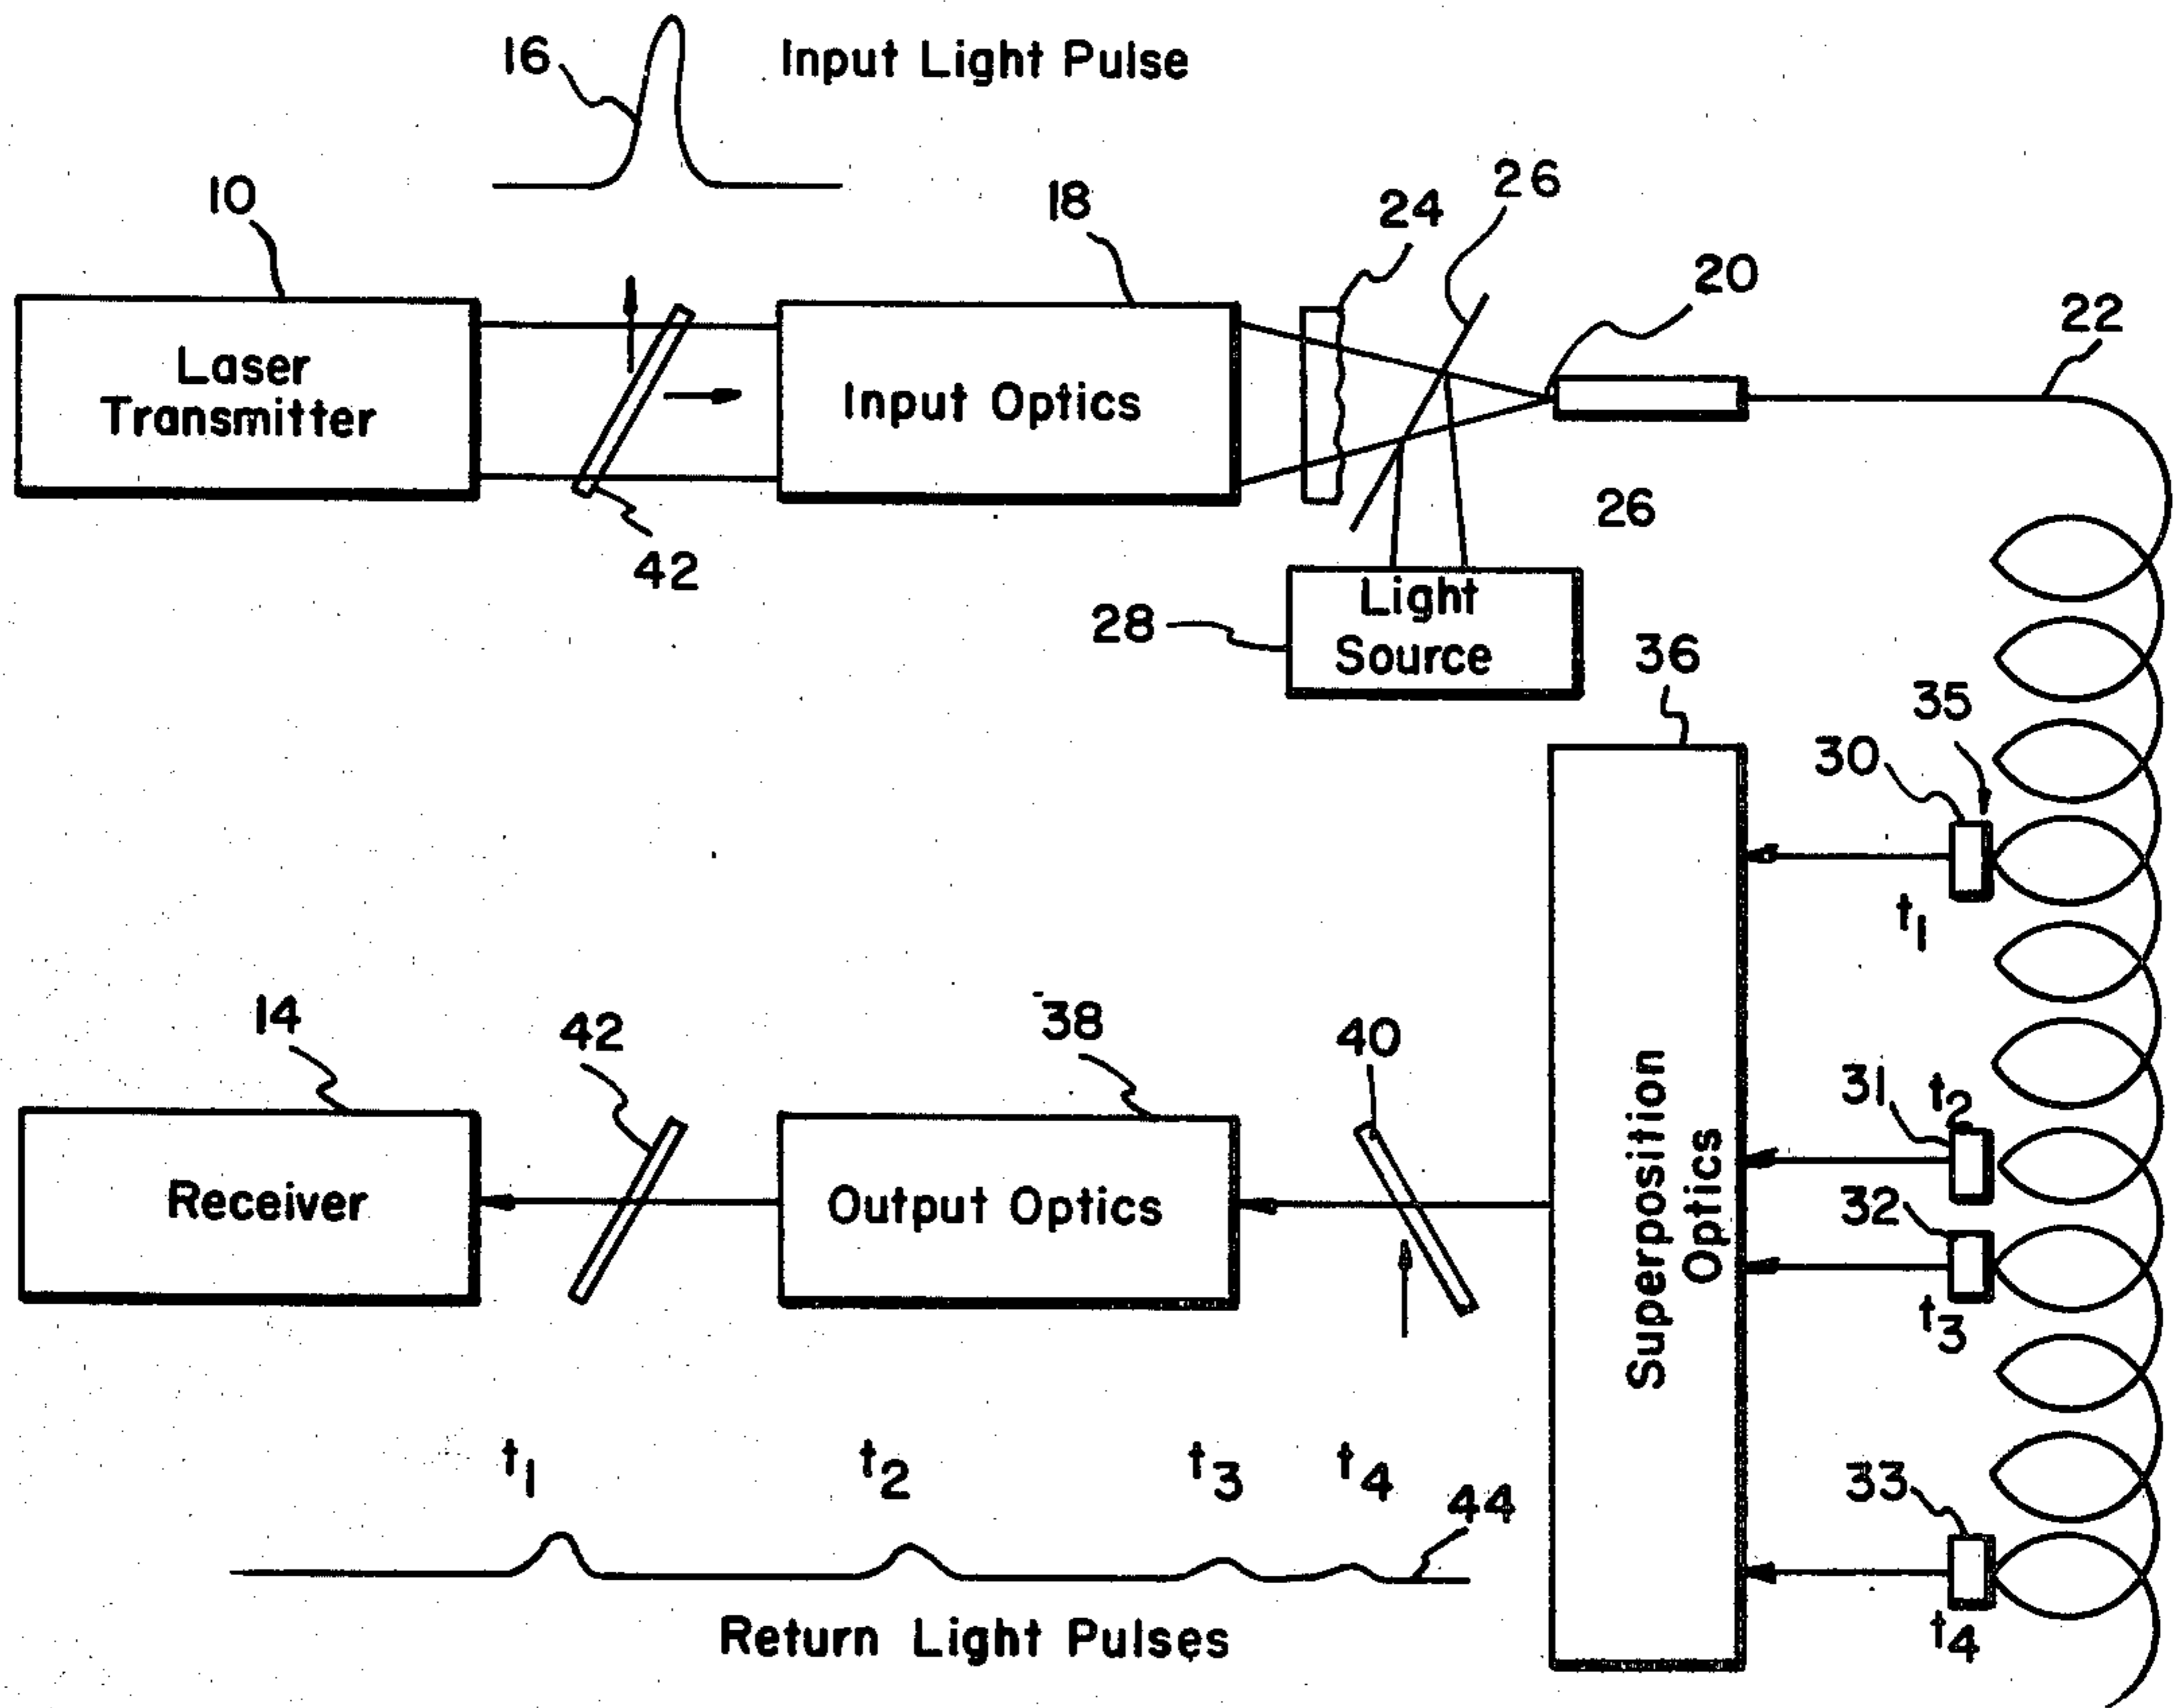 16
Input Light Pulse
10
18
24
26
20
22
Laser
Transmitter
Input Optics
42
26
28
Light
Source
36
35
30
t1
14
42
38
40
31
t2
Receiver
Output Optics
Superposition
Optics
32
t3
t1
t2
t3
t4
44
33
t4
Return Light Pulses